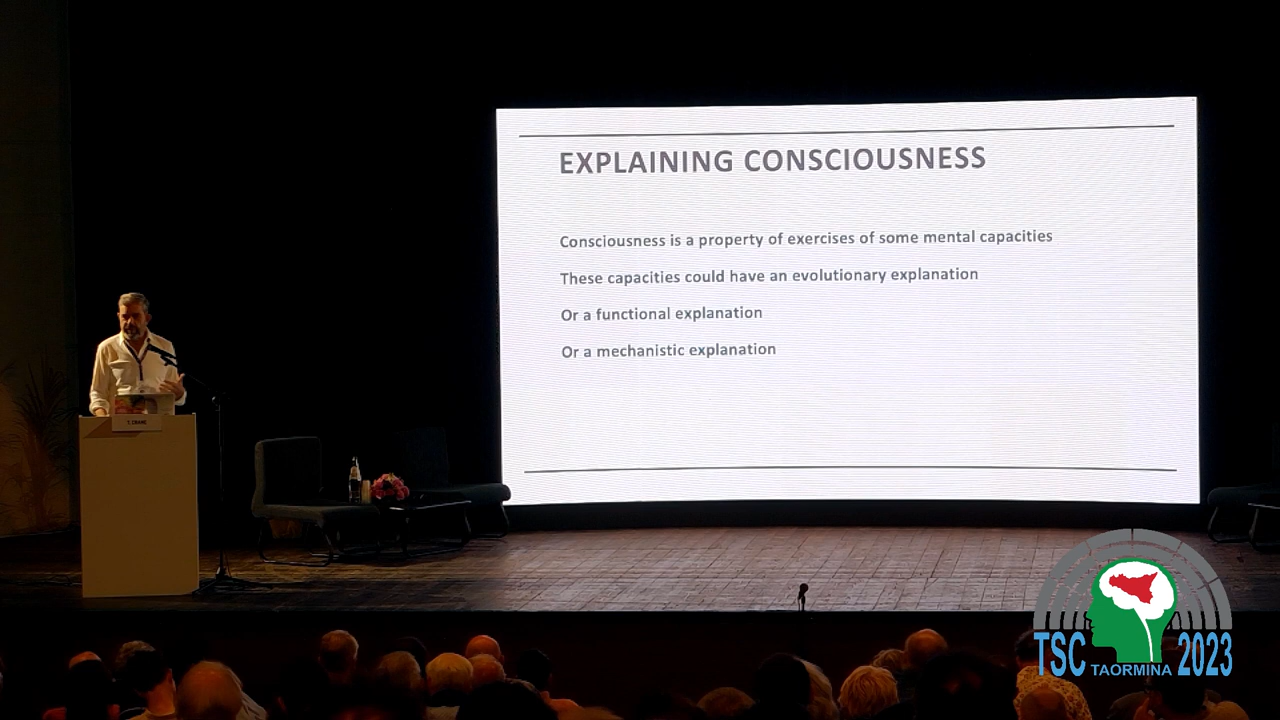 EXPLAINING CONSCIOUSNESS
Consciousness is a property of exercises of some mental capacities
These capacities could have an evolutionary explanation
Or a functional explanation
Or a mechanistic explanation
T. CRANE
TSC TAORMINA 2023